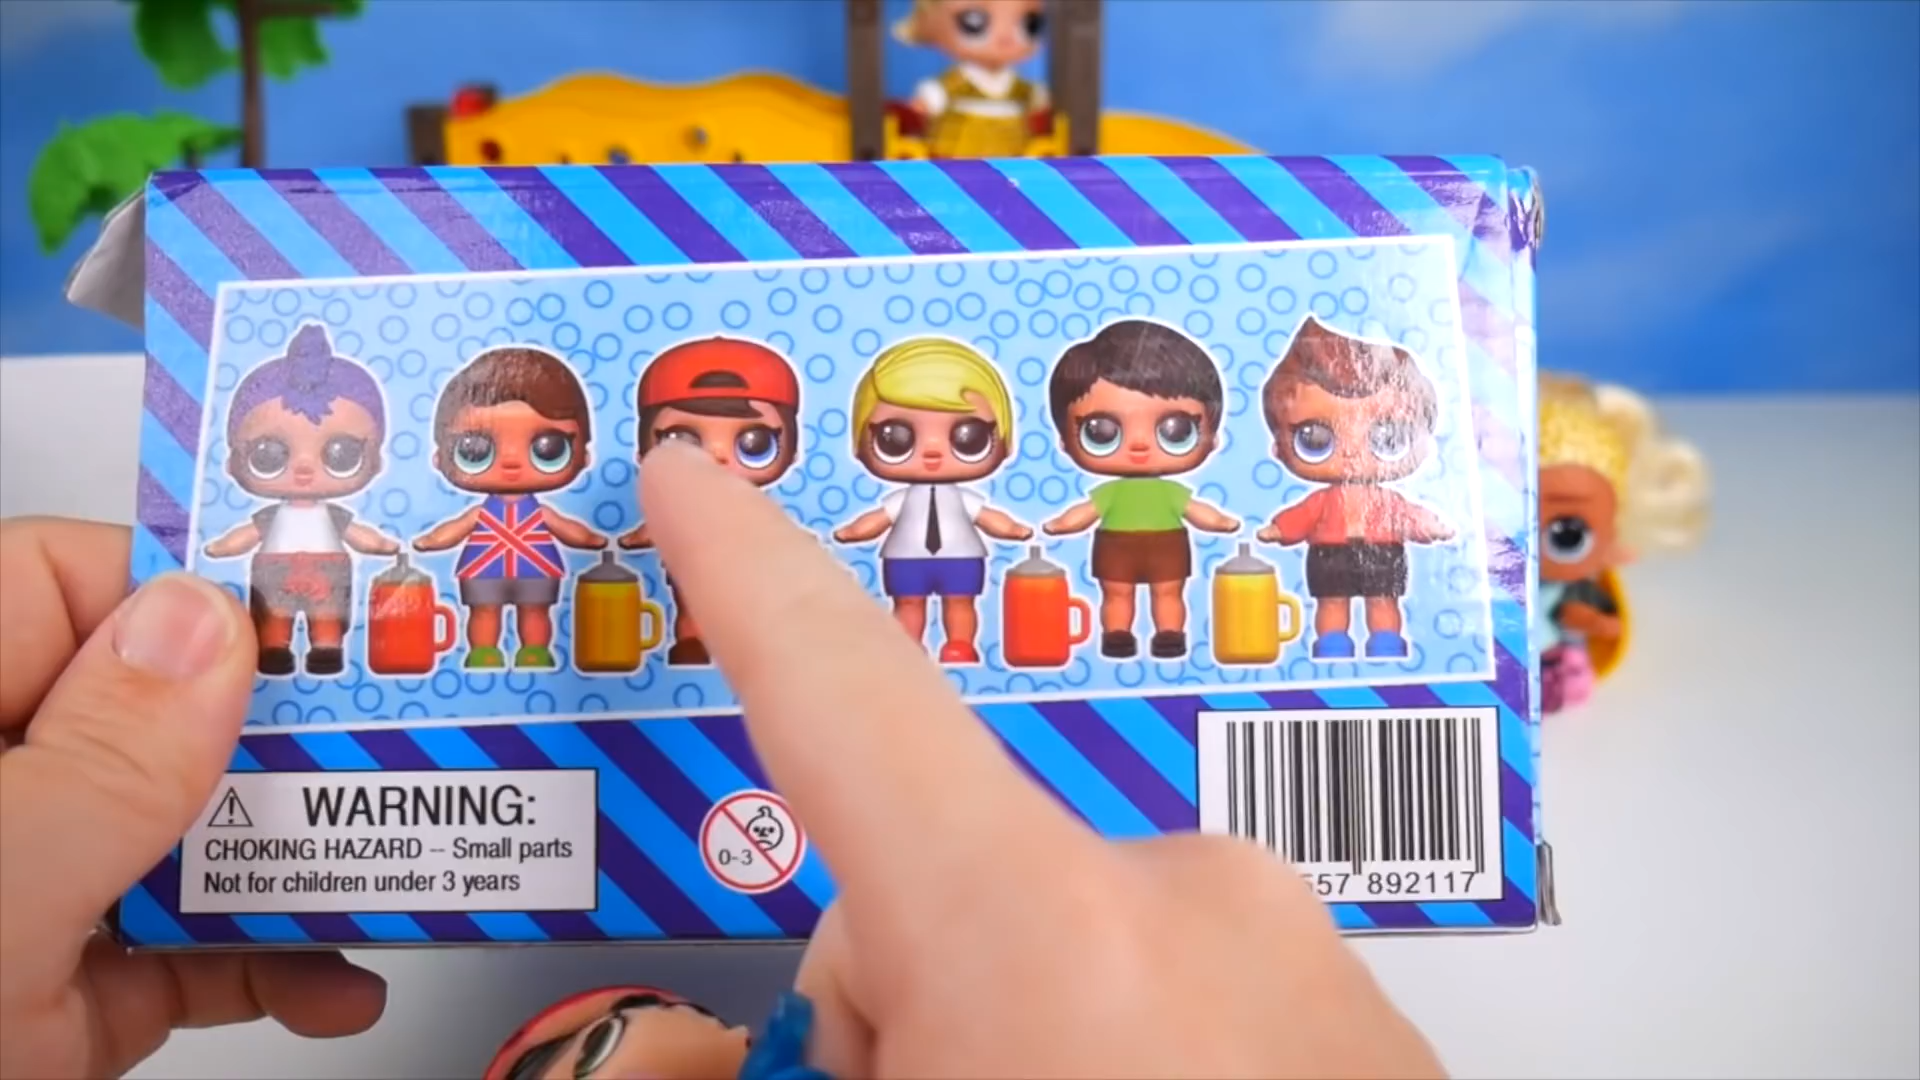 WARNING:
CHOKING HAZARD -- Small parts
Not for children under 3 years
0-3
557 892117